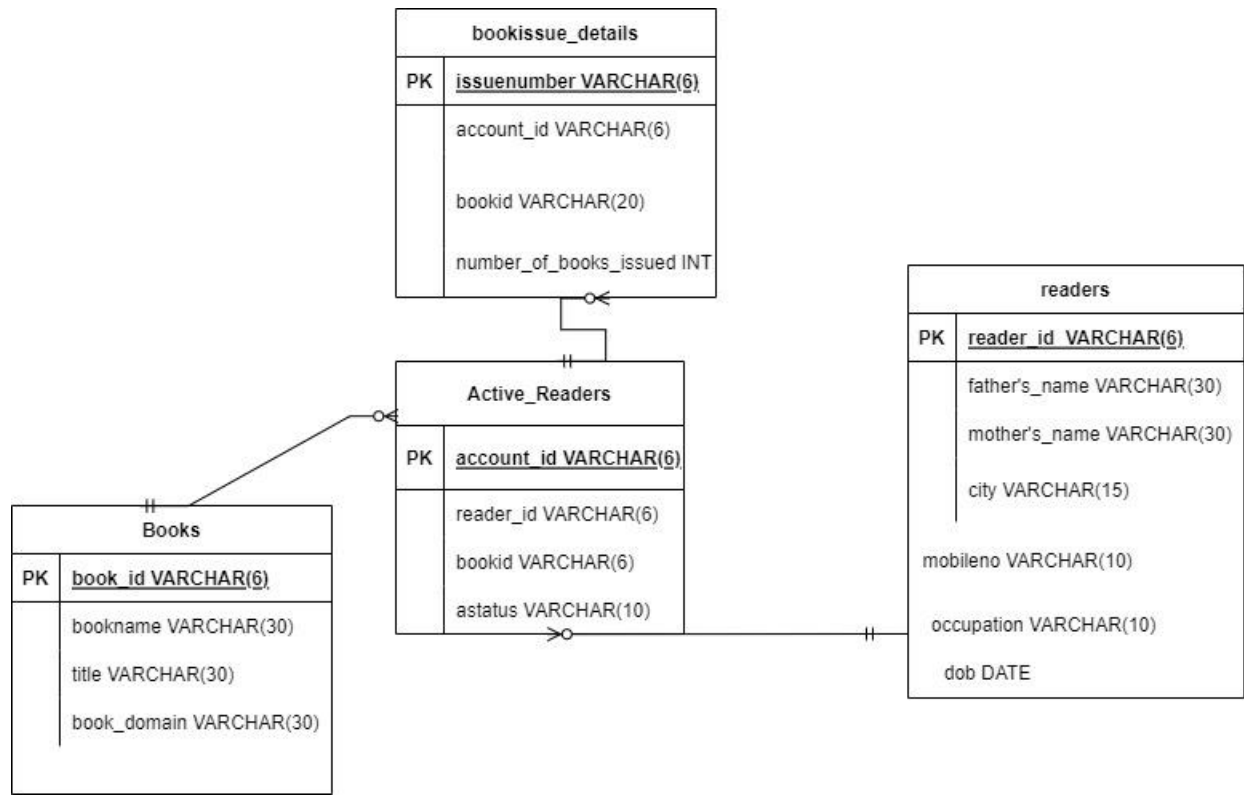 bookissue_details
PK issuenumber VARCHAR(6)
account_id VARCHAR(6)
bookid VARCHAR(20)
number_of_books_issued INT
Active_Readers
PK account_id VARCHAR(6)
reader_id VARCHAR(6)
bookid VARCHAR(6)
astatus VARCHAR(10)
Books
PK book_id VARCHAR(6)
bookname VARCHAR(30)
title VARCHAR(30)
book_domain VARCHAR(30)
readers
PK reader_id VARCHAR(6)
father's_name VARCHAR(30)
mother's_name VARCHAR(30)
city VARCHAR(15)
mobileno VARCHAR(10)
occupation VARCHAR(10)
dob DATE